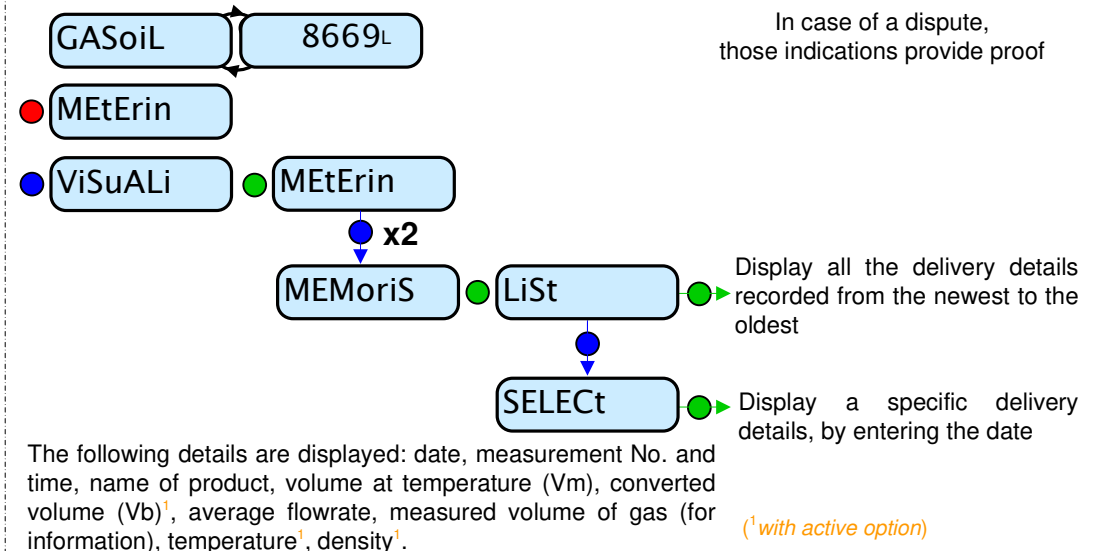 GASoiL 8669L
In case of a dispute,
those indications provide proof
MEtErin
ViSuALi MEtErin
x2
MEMoriS LiSt
Display all the delivery details
recorded from the newest to the
oldest
SELECt
Display a specific delivery
details, by entering the date
The following details are displayed: date, measurement No. and
time, name of product, volume at temperature (Vm), converted
volume (Vb)¹, average flowrate, measured volume of gas (for
information), temperature¹, density¹.
(¹with active option)